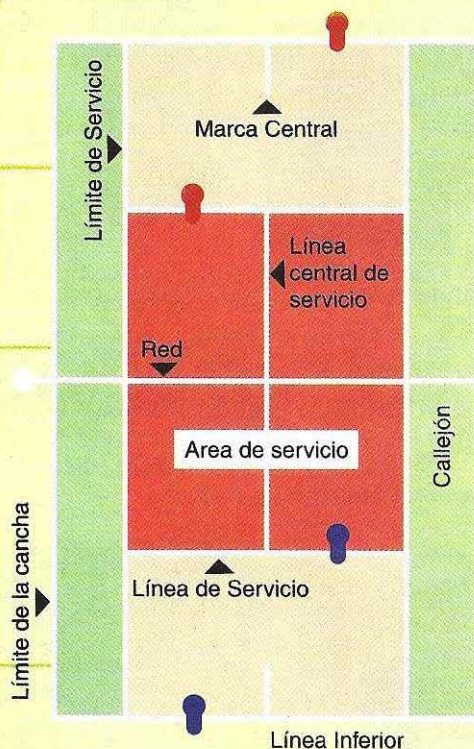 Límite de Servicio
Marca Central
Línea
central de
servicio
Red
Area de servicio
Callejón
Límite de la cancha
Línea de Servicio
Línea Inferior